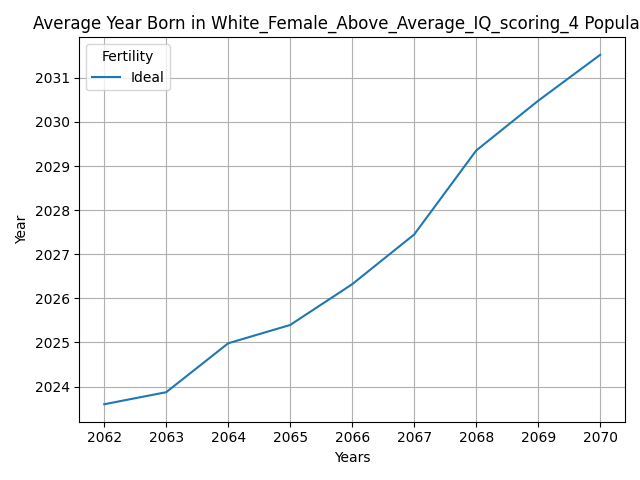 Average Year Born in White_Female_Above_Average_IQ_scoring_4 Popula
Fertility
Ideal
Year
2031
2030
2029
2028
2027
2026
2025
2024
2062 2063 2064 2065 2066 2067 2068 2069 2070
Years